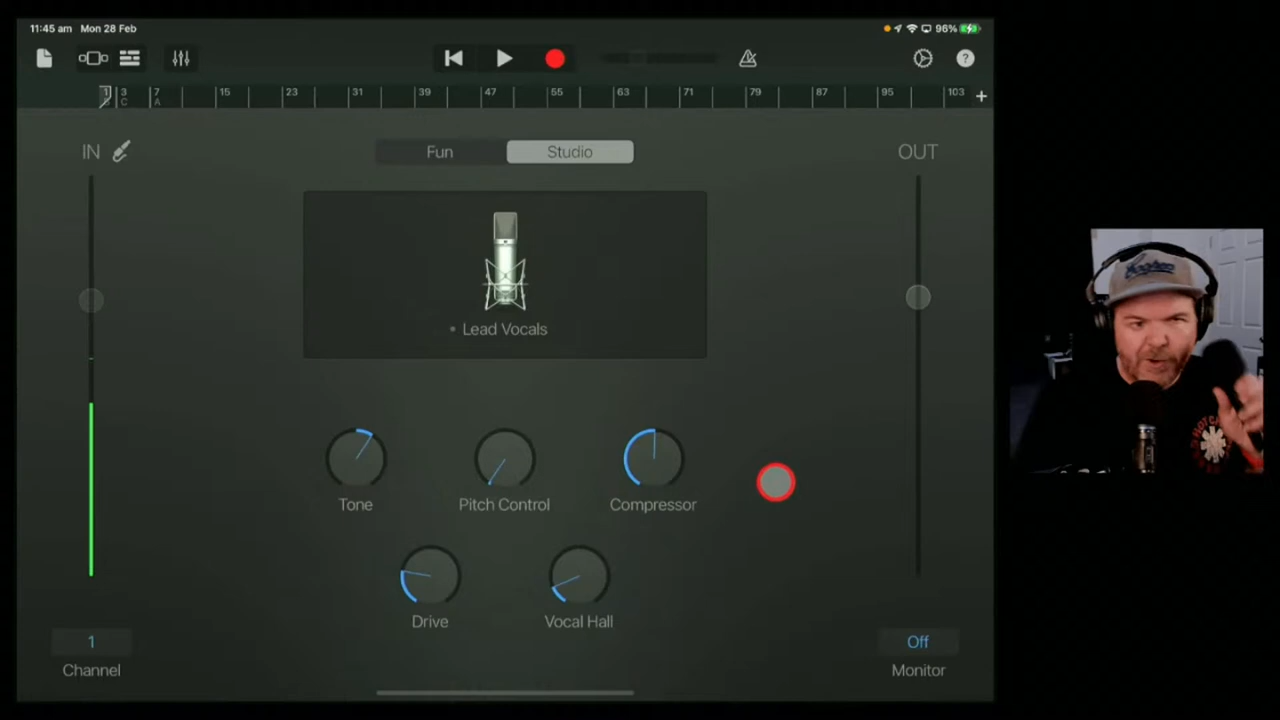 11:45 am Mon 28 Feb
96%
1 3 7 15 23 31 39 47 55 63 71 79 87 95 103 +
C A
IN
Fun
Studio
OUT
Lead Vocals
Tone
Pitch Control
Compressor
Drive
Vocal Hall
1
Channel
Off
Monitor